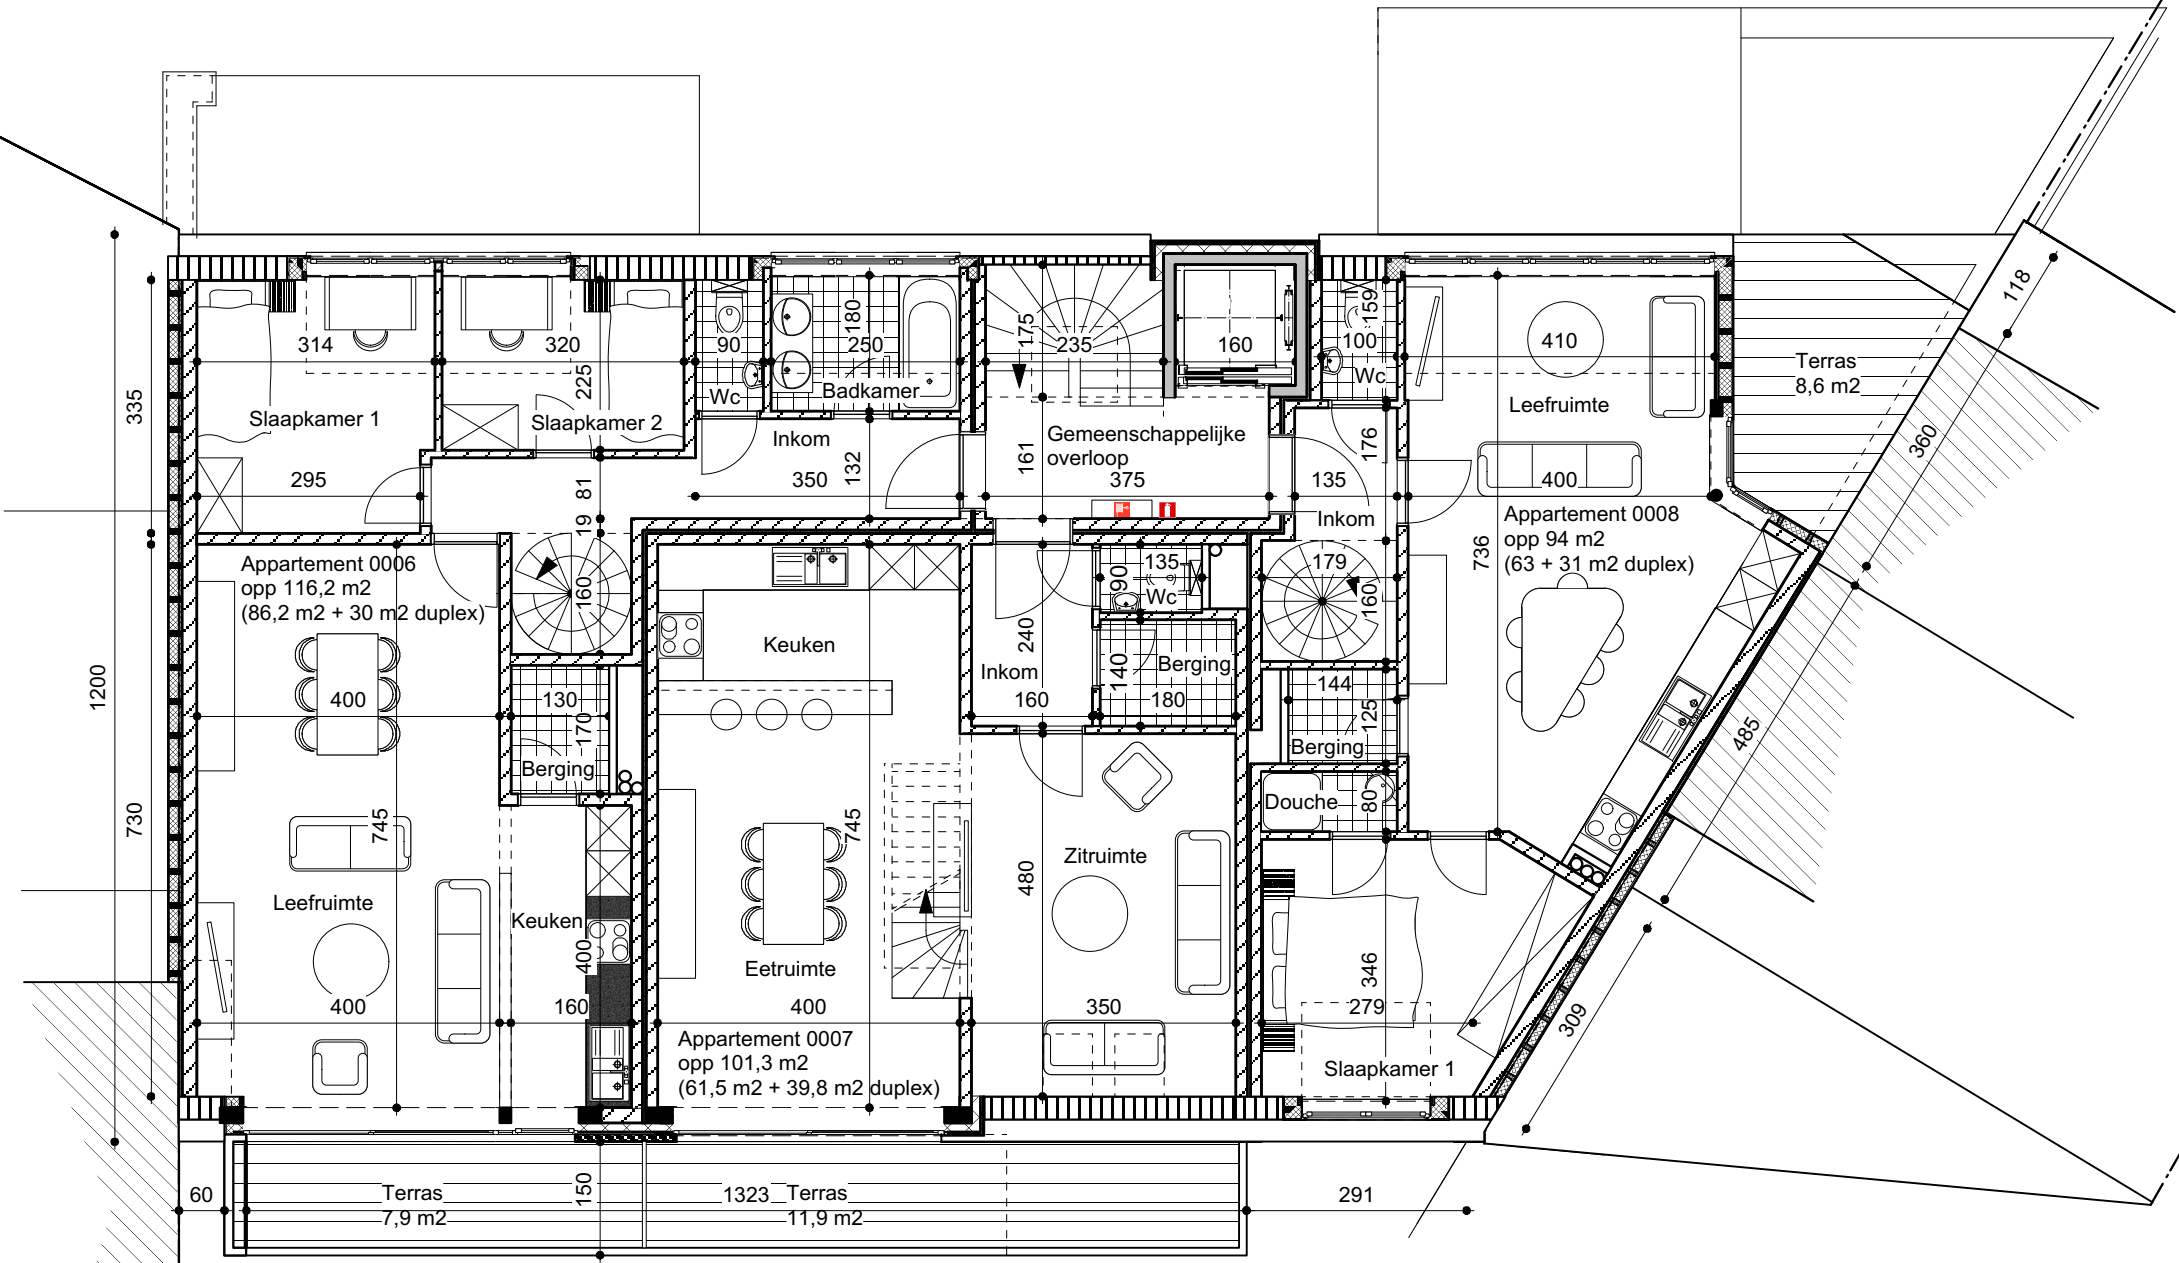 118
314
320
90
180
250
175
235
160
159
100
410
Terras
8,6 m2
335
225
Wc
Badkamer
Wc
Slaapkamer 1
Slaapkamer 2
Leefruimte
Inkom
Gemeenschappelijke
overloop
360
161
176
132
295
81
350
375
135
400
19
Inkom
Appartement 0008
opp 94 m2
(63 + 31 m2 duplex)
736
Appartement 0006
opp 116,2 m2
(86,2 m2 + 30 m2 duplex)
160
90
135
Wc
179
160
1200
Keuken
240
Inkom
140
Berging
400
130
160
180
144
170
125
485
Berging
Berging
730
745
745
Douche
80
Zitruimte
480
Leefruimte
Keuken
400
Eetruimte
346
400
160
400
350
279
309
Appartement 0007
opp 101,3 m2
(61,5 m2 + 39,8 m2 duplex)
Slaapkamer 1
60
Terras
7,9 m2
150
1323
Terras
11,9 m2
291